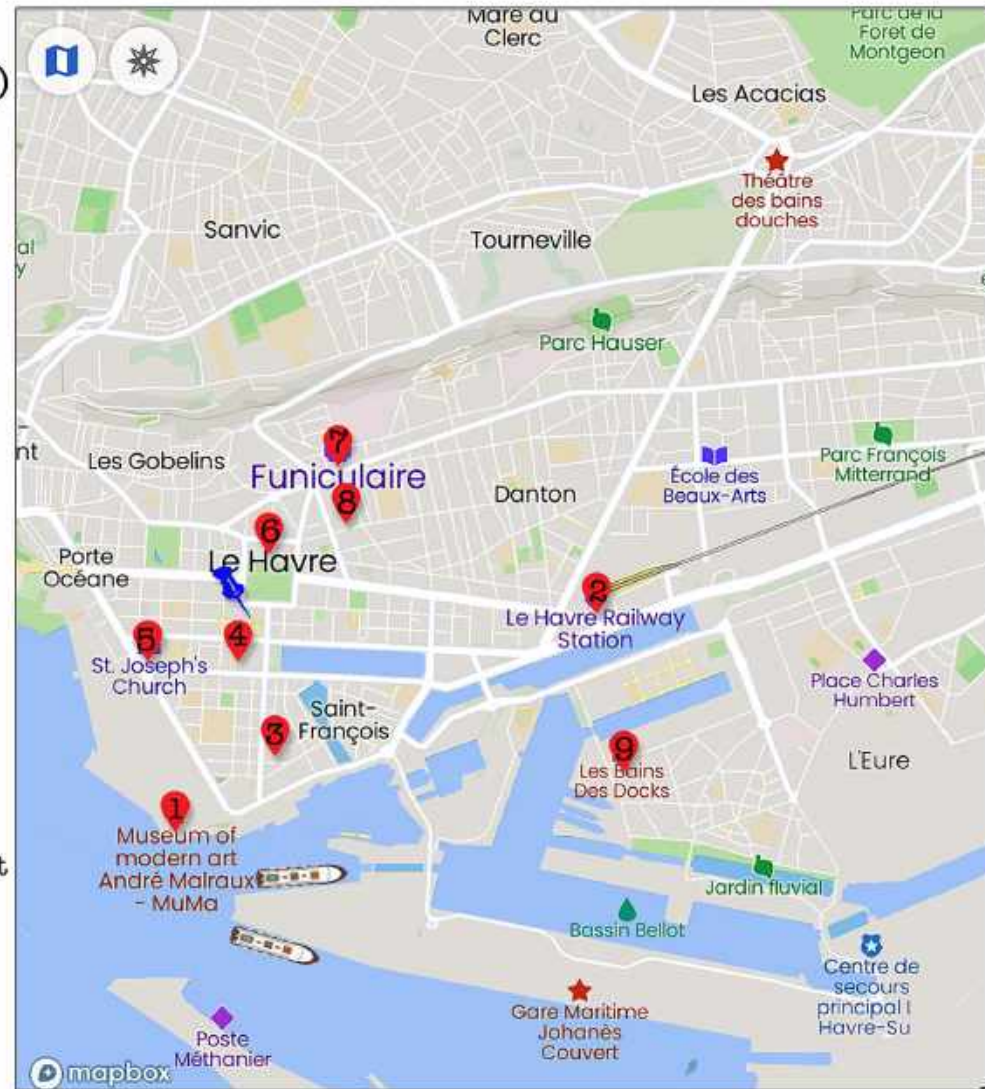 Mare au
Clerc
Parc de la
Foret de
Montgeon
)
Les Acacias
Théâtre
des bains
douches
Sanvic
Tourneville
al
y
Parc Hauser
7
Funiculaire
nt
Les Gobelins
8
Danton
École des
Beaux-Arts
Parc François
Mitterrand
6
Le Havre
Porte
Océane
2
Le Havre Railway
Station
5
St. Joseph's
Church
4
Place Charles
Humbert
3
Saint-
François
9
Les Bains
Des Docks
L'Eure
1
Museum of
modern art
André Malraux
- MuMa
t
Jardin fluvial
Bassin Bellot
Centre de
secours
principal l
Havre-Su
Gare Maritime
Johanès
Couvert
Poste
Méthanier
mapbox